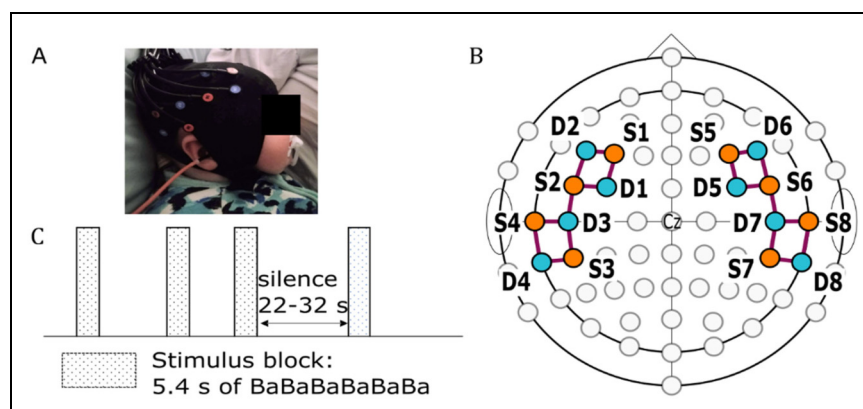 A
B
D2
S1
S5
D6
S2
D1
D5
S6
S4
D3
Cz
D7
S8
D4
S3
S7
D8
C
silence
22-32 s
Stimulus block:
5.4 s of BaBaBaBaBaBa